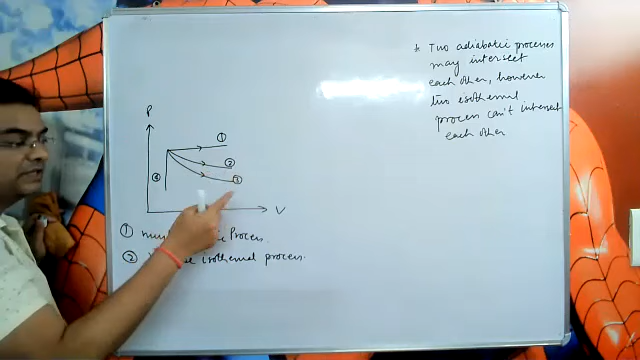 * Two adiabatic processes
may intersect
each other, however
two isothermal
process can't intersect
each other
P
①
②
③
④
V
① must Process.
② isothermal process.